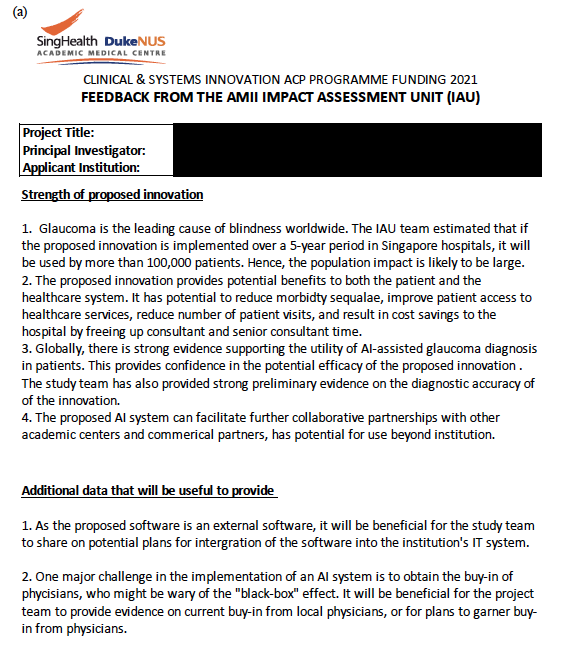 (a)
SingHealth DukeNUS
ACADEMIC MEDICAL CENTRE
CLINICAL & SYSTEMS INNOVATION ACP PROGRAMME FUNDING 2021
FEEDBACK FROM THE AMII IMPACT ASSESSMENT UNIT (IAU)
Project Title:
Principal Investigator:
Applicant Institution:
Strength of proposed innovation
1. Glaucoma is the leading cause of blindness worldwide. The IAU team estimated that if
the proposed innovation is implemented over a 5-year period in Singapore hospitals, it will
be used by more than 100,000 patients. Hence, the population impact is likely to be large.
2. The proposed innovation provides potential benefits to both the patient and the
healthcare system. It has potential to reduce morbidty sequalae, improve patient access to
healthcare services, reduce number of patient visits, and result in cost savings to the
hospital by freeing up consultant and senior consultant time.
3. Globally, there is strong evidence supporting the utility of AI-assisted glaucoma diagnosis
in patients. This provides confidence in the potential efficacy of the proposed innovation .
The study team has also provided strong preliminary evidence on the diagnostic accuracy of
of the innovation.
4. The proposed AI system can facilitate further collaborative partnerships with other
academic centers and commerical partners, has potential for use beyond institution.
Additional data that will be useful to provide
1. As the proposed software is an external software, it will be beneficial for the study team
to share on potential plans for intergration of the software into the institution's IT system.
2. One major challenge in the implementation of an AI system is to obtain the buy-in of
phycisians, who might be wary of the "black-box" effect. It will be beneficial for the project
team to provide evidence on current buy-in from local physicians, or for plans to garner buy-
in from physicians.